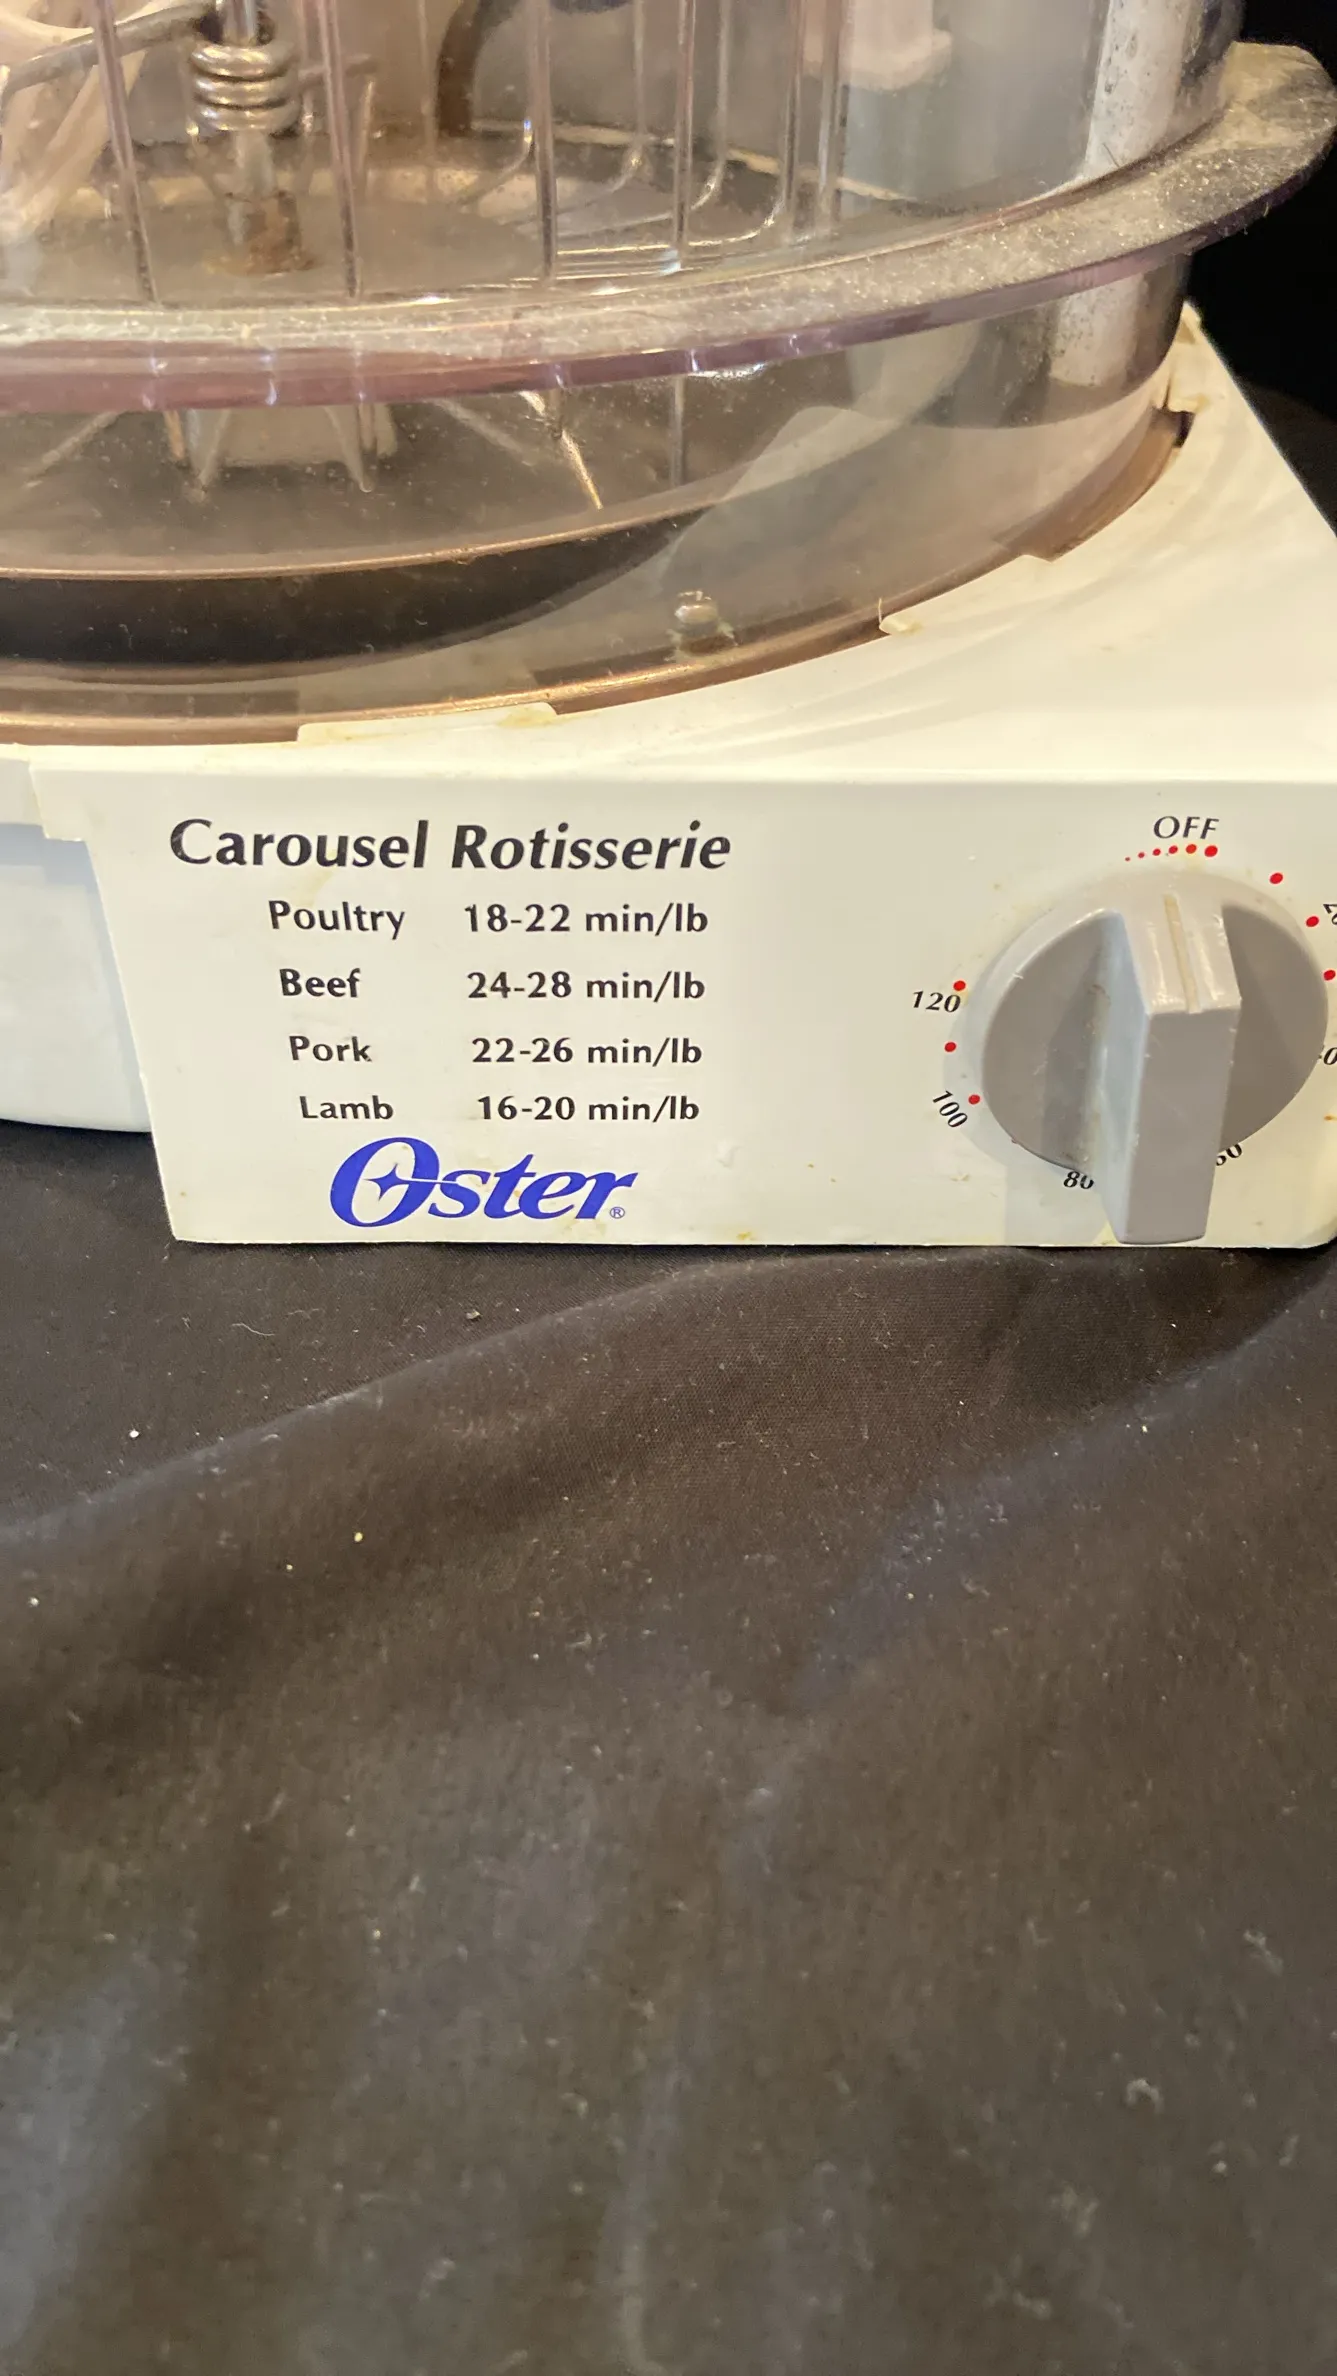 Carousel Rotisserie
Poultry 18-22 min/lb
Beef 24-28 min/lb
Pork 22-26 min/lb
Lamb 16-20 min/lb
Oster®
OFF
120
100
80